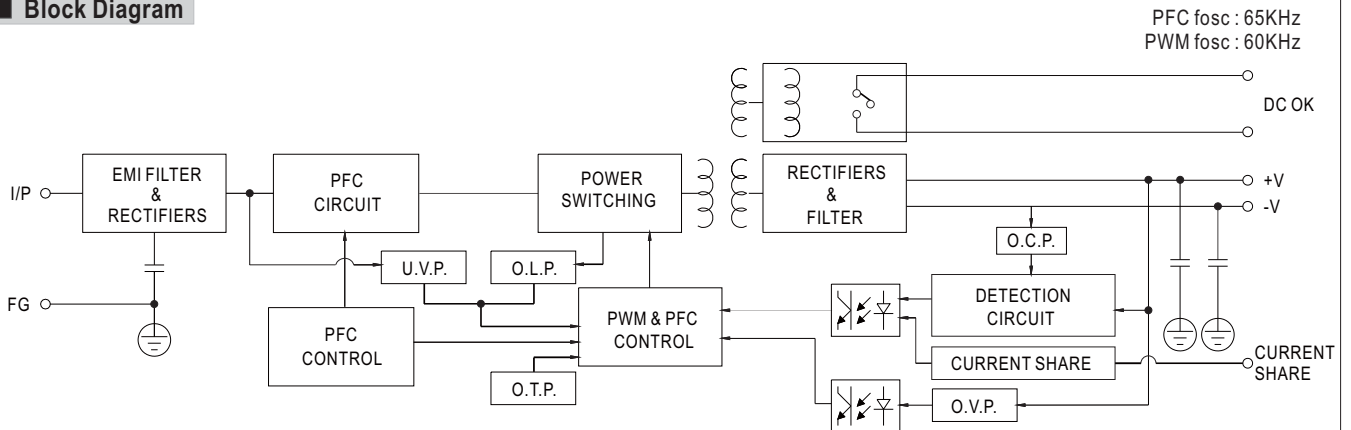 Block Diagram
PFC fosc : 65KHz
PWM fosc : 60KHz
DC OK
I/P
EMI FILTER
&
RECTIFIERS
PFC
CIRCUIT
POWER
SWITCHING
RECTIFIERS
&
FILTER
+V
-V
O.C.P.
U.V.P.
O.L.P.
FG
PFC
CONTROL
PWM & PFC
CONTROL
DETECTION
CIRCUIT
CURRENT SHARE
CURRENT
SHARE
O.T.P.
O.V.P.